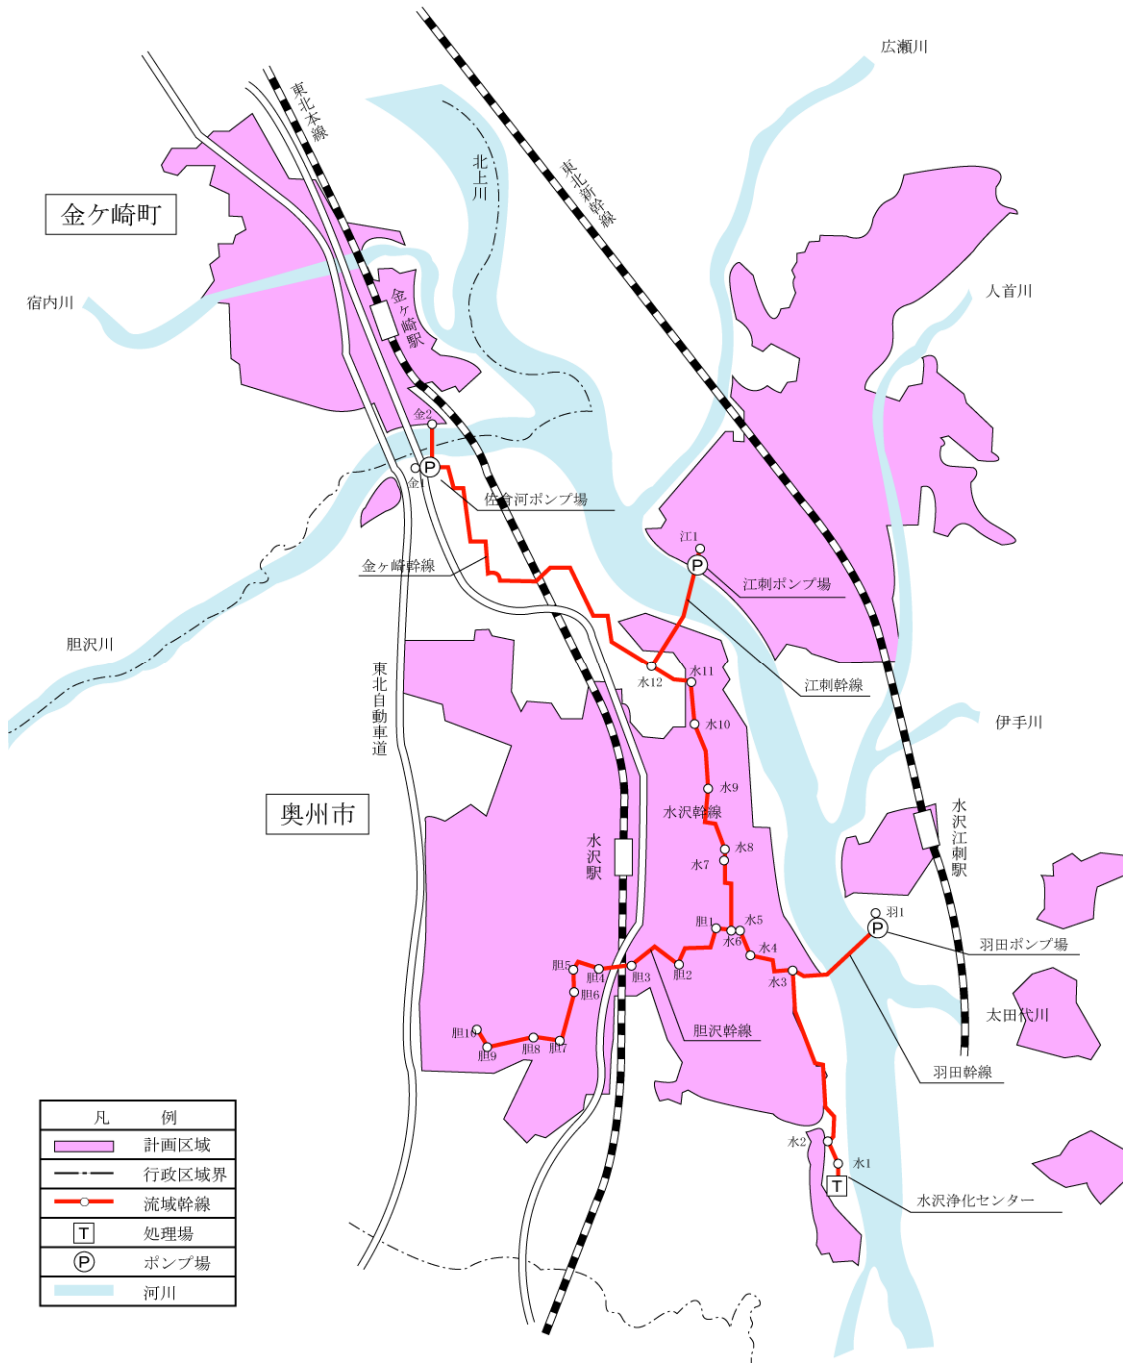 広瀬川
東北本線
北上川
東北新幹線
金ケ崎町
人首川
宿内川
金ヶ崎駅
金2
金1
佐倉河ポンプ場
江1
金ヶ崎幹線
江刺ポンプ場
胆沢川
東北自動車道
水12
水11
江刺幹線
水10
伊手川
水9
奥州市
水沢幹線
水沢駅
水沢江刺駅
水8
水7
胆1
水5
水6
羽1
羽田ポンプ場
水4
胆5
胆4
胆3
胆2
水3
胆6
太田代川
胆10
胆9
胆8
胆7
胆沢幹線
羽田幹線
凡 例
計画区域
行政区域界
流域幹線
T 処理場
P ポンプ場
河川
水2
水1
T
水沢浄化センター
P
P
P